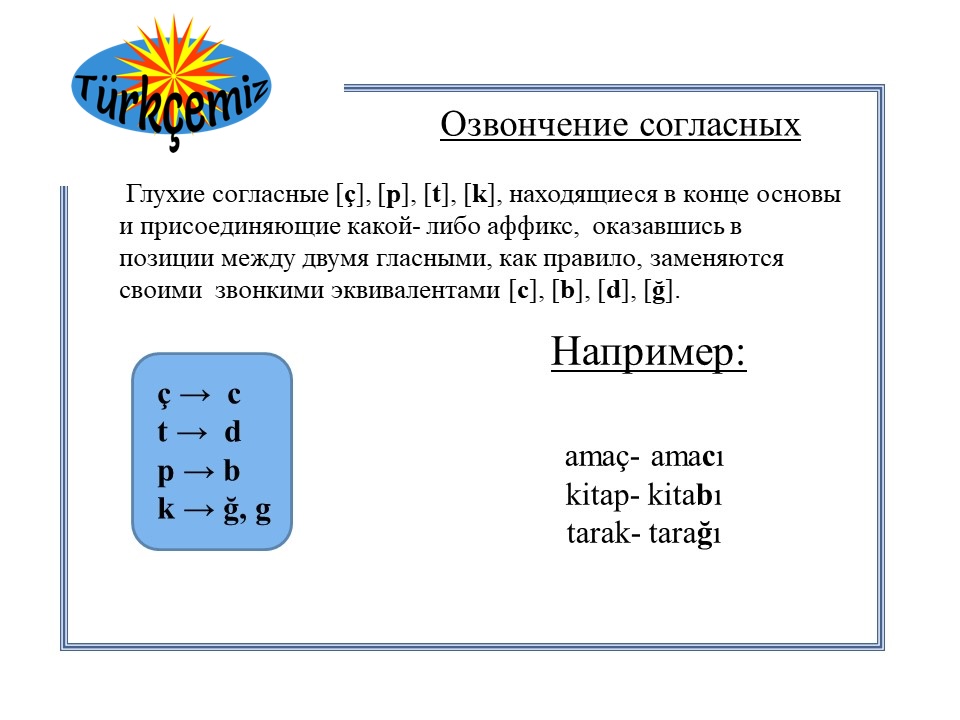 Türkçemiz
Озвончение согласных
Глухие согласные [ç], [p], [t], [k], находящиеся в конце основы
и присоединяющие какой- либо аффикс, оказавшись в
позиции между двумя гласными, как правило, заменяются
своими звонкими эквивалентами [c], [b], [d], [ğ].
Например:
ç → c
t → d
p → b
k → ğ, g
amaç- amacı
kitap- kitabı
tarak- tarağı